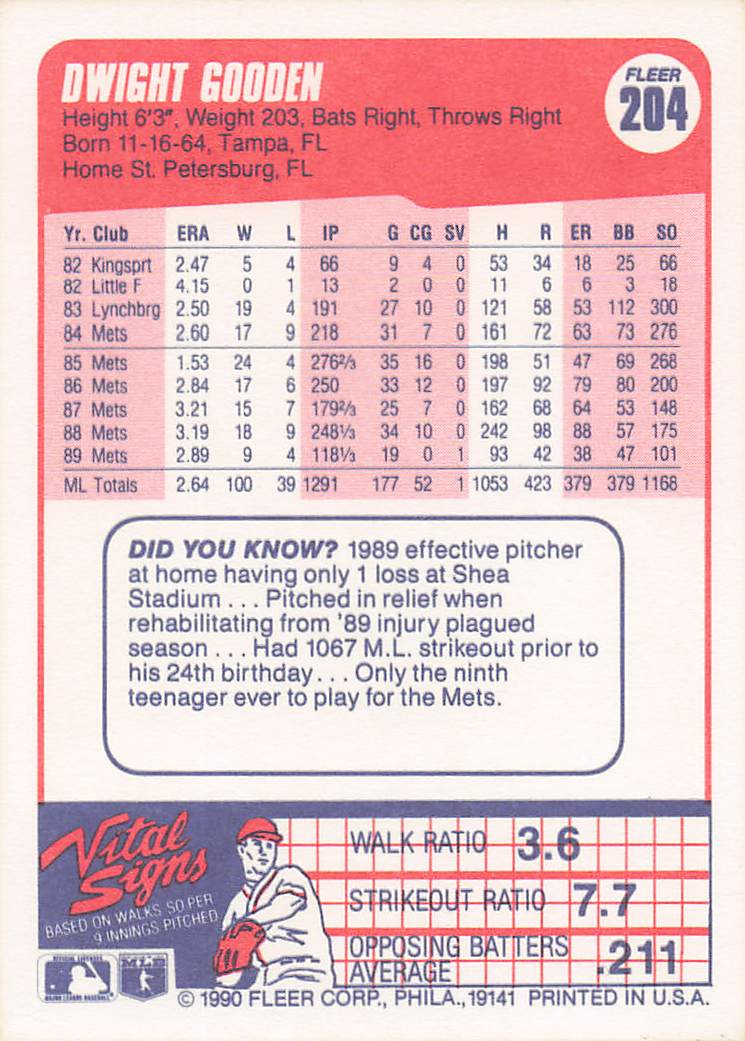 DWIGHT GOODEN
Height 6'3", Weight 203, Bats Right, Throws Right
Born 11-16-64, Tampa, FL
Home St. Petersburg, FL
FLEER
204
Yr. Club ERA W L IP G CG SV H R ER BB SO
82 Kingsprt 2.47 5 4 66 9 4 0 53 34 18 25 66
82 Little F 4.15 0 1 13 2 0 0 11 6 6 3 18
83 Lynchbrg 2.50 19 4 191 27 10 0 121 58 53 112 300
84 Mets 2.60 17 9 218 31 7 0 161 72 63 73 276
85 Mets 1.53 24 4 276⅔ 35 16 0 198 51 47 69 268
86 Mets 2.84 17 6 250 33 12 0 197 92 79 80 200
87 Mets 3.21 15 7 179⅔ 25 7 0 162 68 64 53 148
88 Mets 3.19 18 9 248⅓ 34 10 0 242 98 88 57 175
89 Mets 2.89 9 4 118⅓ 19 0 1 93 42 38 47 101
ML Totals 2.64 100 39 1291 177 52 1 1053 423 379 379 1168
DID YOU KNOW? 1989 effective pitcher
at home having only 1 loss at Shea
Stadium . . . Pitched in relief when
rehabilitating from '89 injury plagued
season . . . Had 1067 M.L. strikeout prior to
his 24th birthday . . . Only the ninth
teenager ever to play for the Mets.
Vital
Signs
BASED ON WALKS, SO PER
9 INNINGS PITCHED
WALK RATIO 3.6
STRIKEOUT RATIO 7.7
OPPOSING BATTERS
AVERAGE .211
MAJOR LEAGUE BASEBALL
© 1990 FLEER CORP., PHILA., 19141 PRINTED IN U.S.A.